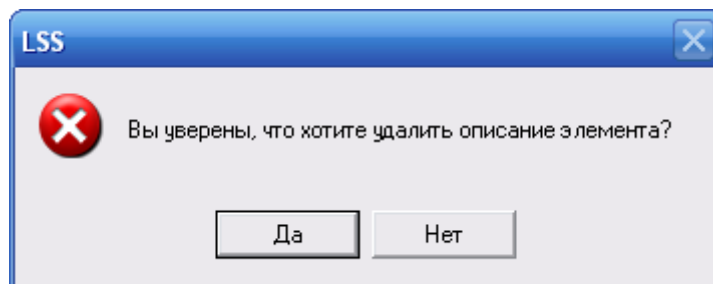 LSS
Вы уверены, что хотите удалить описание элемента?
Да
Нет